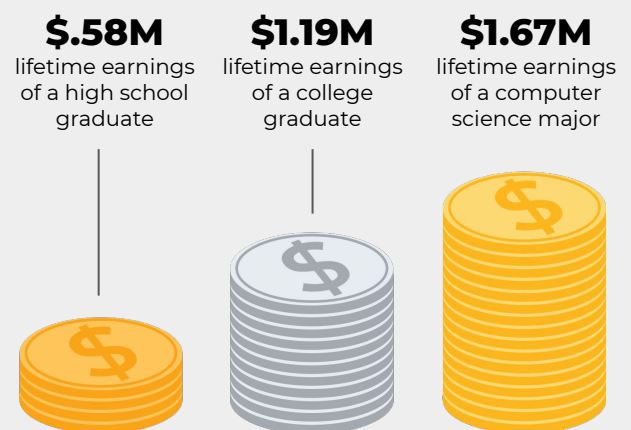 $.58M
lifetime earnings
of a high school
graduate
$1.19M
lifetime earnings
of a college
graduate
$1.67M
lifetime earnings
of a computer
science major
$
$
$